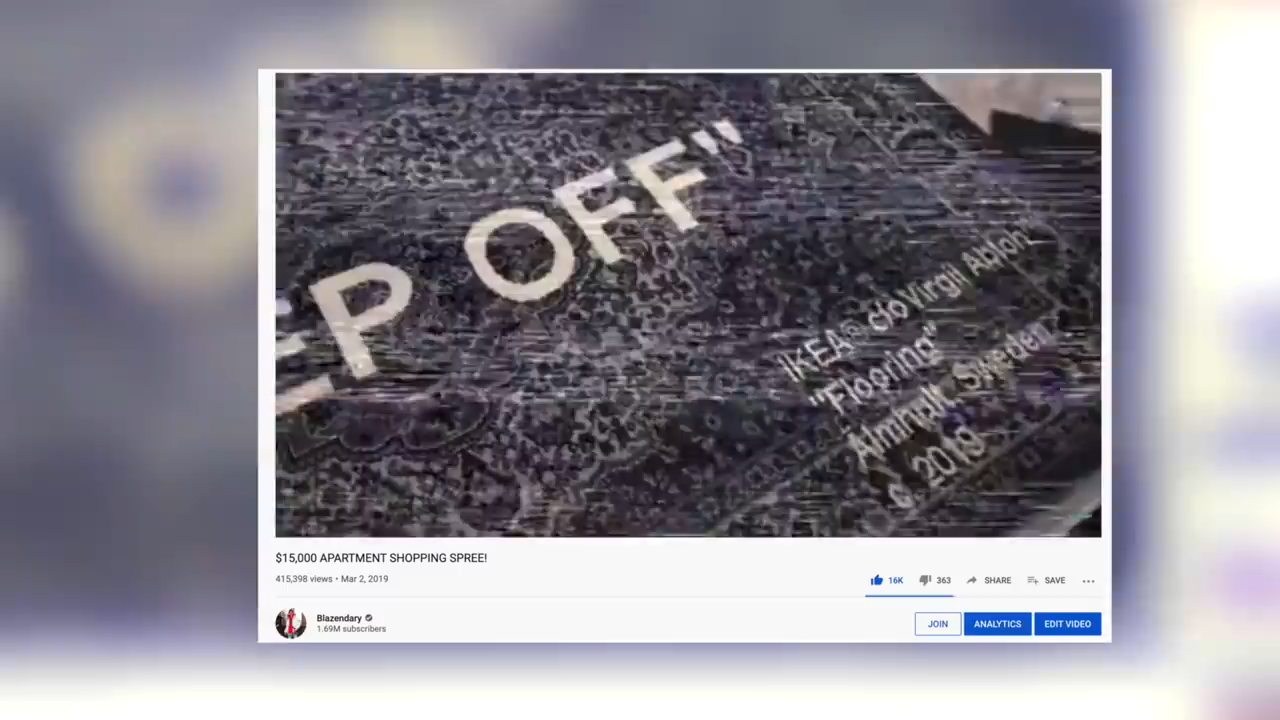 EP OFF"
IKEA® c/o Virgil Abloh
"Flooring"
Älmhult, Sweden
c. 2019
$15,000 APARTMENT SHOPPING SPREE!
415,398 views • Mar 2, 2019
16K 363 SHARE SAVE
Blazendary
1.69M subscribers
JOIN ANALYTICS EDIT VIDEO